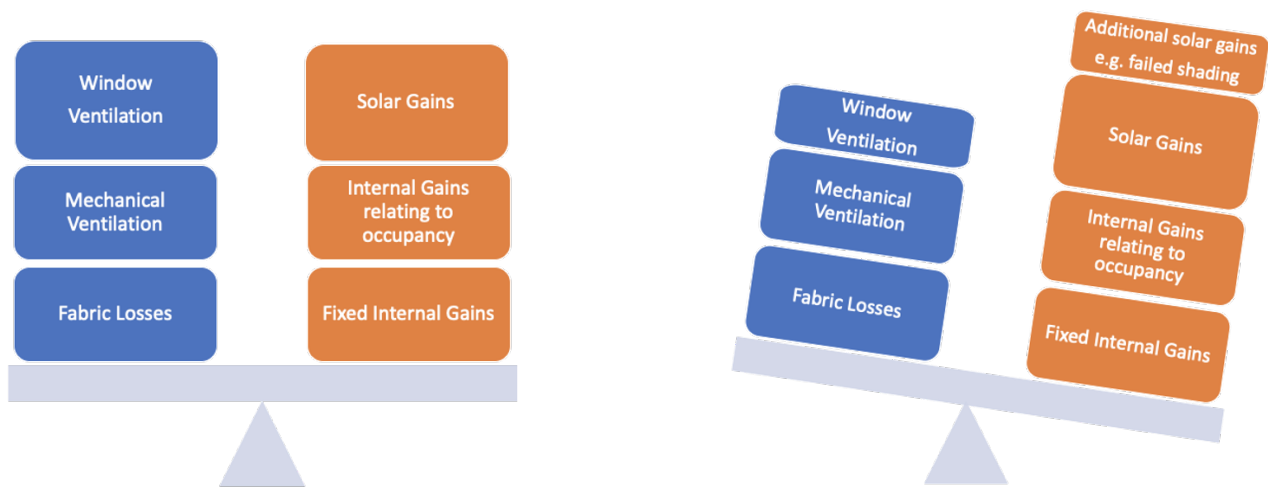 Window
Ventilation
Mechanical
Ventilation
Fabric Losses
Solar Gains
Internal Gains
relating to
occupancy
Fixed Internal Gains
Window
Ventilation
Mechanical
Ventilation
Fabric Losses
Additional solar gains
e.g. failed shading
Solar Gains
Internal Gains
relating to
occupancy
Fixed Internal Gains